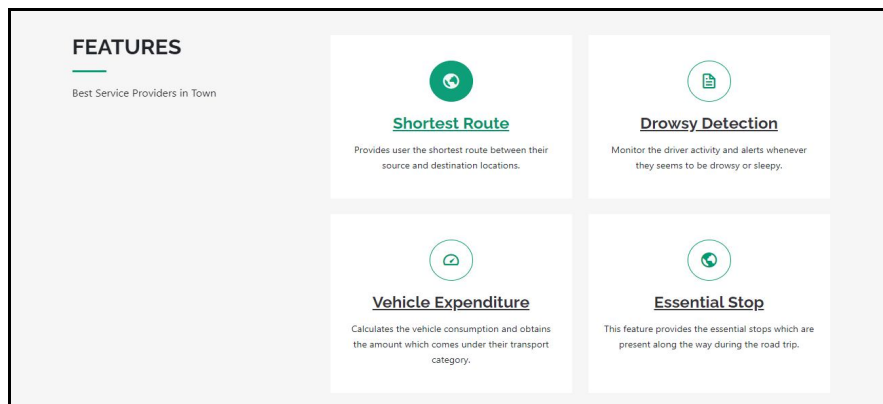 FEATURES
Best Service Providers in Town
Shortest Route
Provides user the shortest route between their
source and destination locations.
Drowsy Detection
Monitor the driver activity and alerts whenever
they seems to be drowsy or sleepy.
Vehicle Expenditure
Calculates the vehicle consumption and obtains
the amount which comes under their transport
category.
Essential Stop
This feature provides the essential stops which are
present along the way during the road trip.